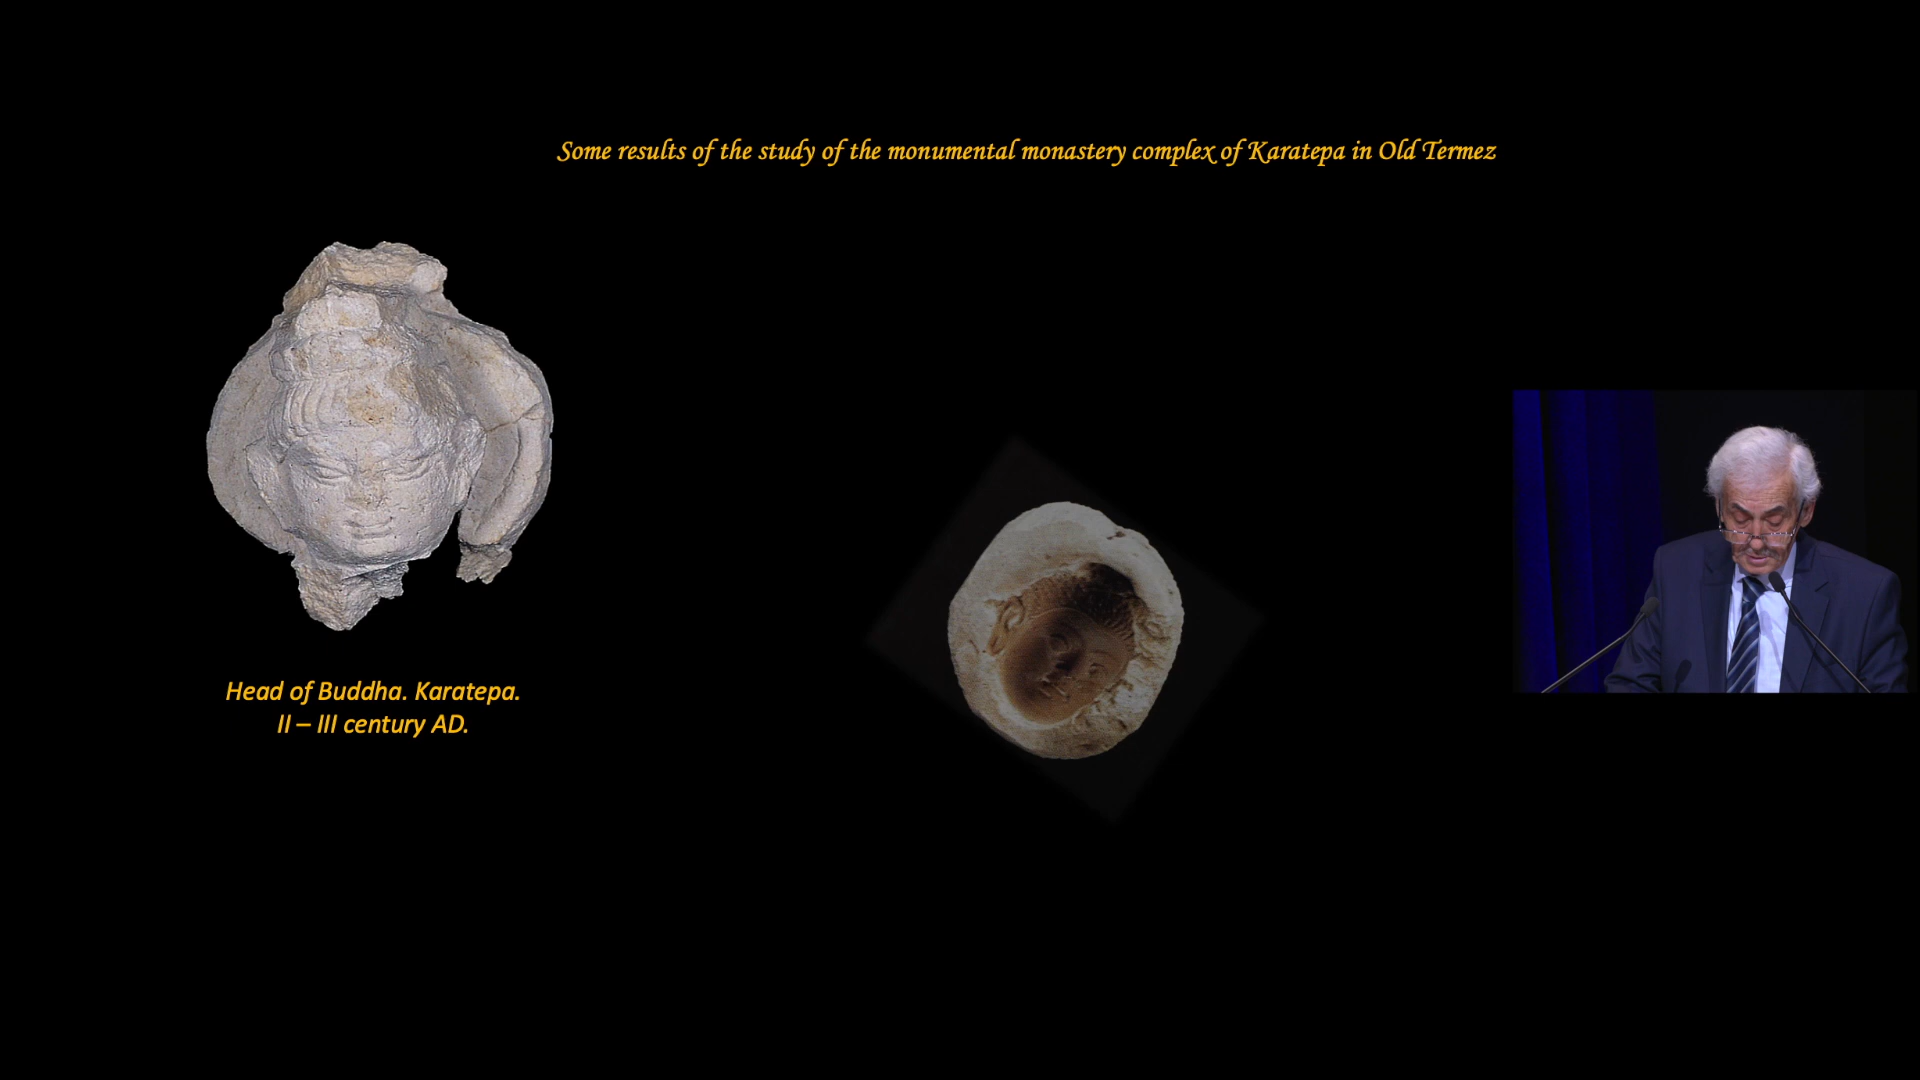 Some results of the study of the monumental monastery complex of Karatepa in Old Termez
Head of Buddha. Karatepa.
II – III century AD.